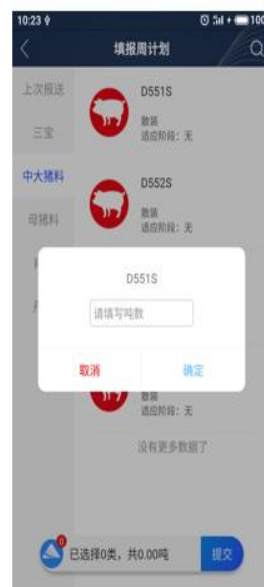 10:23
100
填报周计划
上次报送
三宝
中大猪料
母猪料
D551S
散装
适应阶段：无
D552S
散装
适应阶段：无
D551S
请填写吨数
取消
确定
散装
适应阶段：无
没有更多数据了
0
已选择0类，共0.00吨
提交